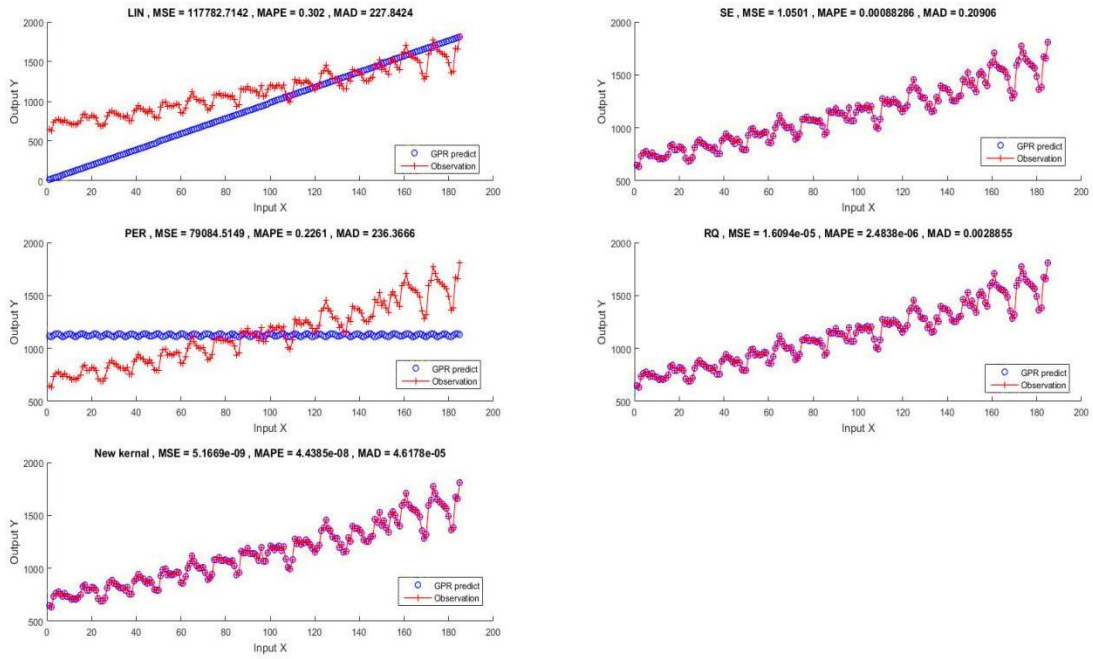 LIN , MSE = 117782.7142 , MAPE = 0.302 , MAD = 227.8424
2000
1500
1000
500
0
Output Y
0 20 40 60 80 100 120 140 160 180 200
Input X
GPR predict
Observation
SE , MSE = 1.0501 , MAPE = 0.00088286 , MAD = 0.20906
2000
1500
1000
500
Output Y
0 20 40 60 80 100 120 140 160 180 200
Input X
GPR predict
Observation
PER , MSE = 79084.5149 , MAPE = 0.2261 , MAD = 236.3666
2000
1500
1000
500
Output Y
0 20 40 60 80 100 120 140 160 180 200
Input X
GPR predict
Observation
RQ , MSE = 1.6094e-05 , MAPE = 2.4838e-06 , MAD = 0.0028855
2000
1500
1000
500
Output Y
0 20 40 60 80 100 120 140 160 180 200
Input X
GPR predict
Observation
New kernal , MSE = 5.1669e-09 , MAPE = 4.4385e-08 , MAD = 4.6178e-05
2000
1500
1000
500
Output Y
0 20 40 60 80 100 120 140 160 180 200
Input X
GPR predict
Observation